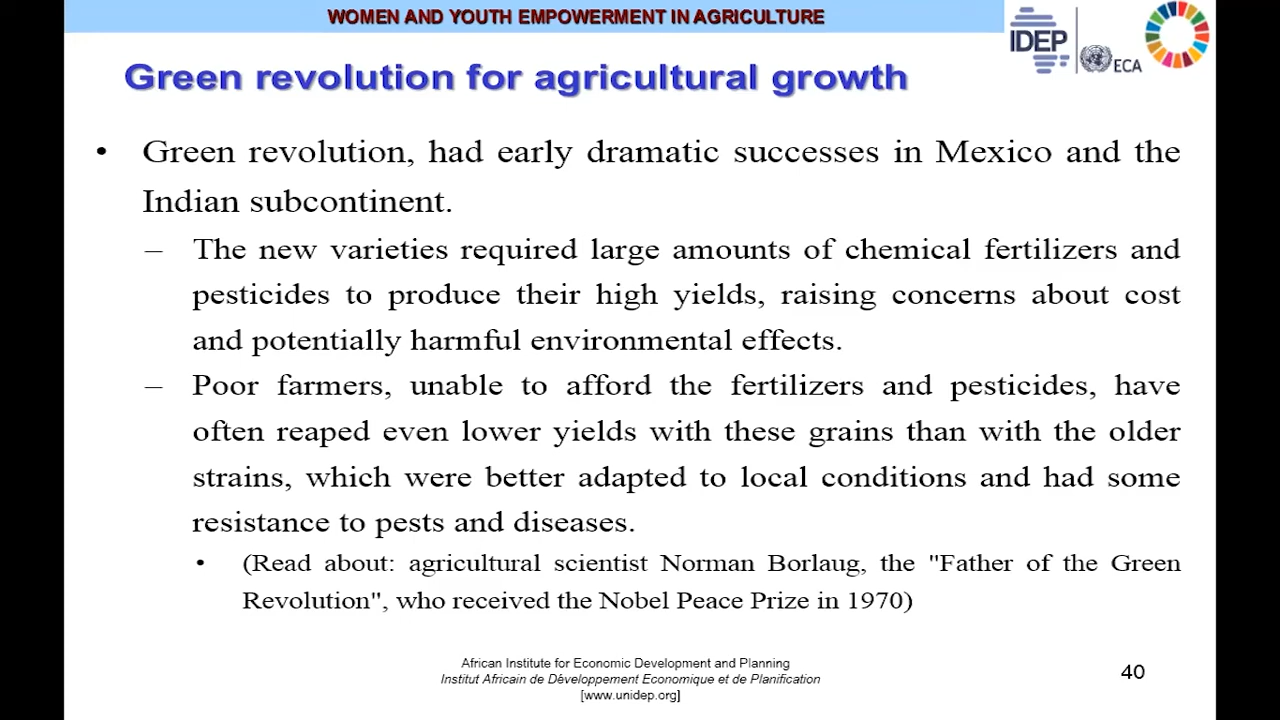 WOMEN AND YOUTH EMPOWERMENT IN AGRICULTURE
IDEP
ECA
Green revolution for agricultural growth
• Green revolution, had early dramatic successes in Mexico and the
Indian subcontinent.
– The new varieties required large amounts of chemical fertilizers and
pesticides to produce their high yields, raising concerns about cost
and potentially harmful environmental effects.
– Poor farmers, unable to afford the fertilizers and pesticides, have
often reaped even lower yields with these grains than with the older
strains, which were better adapted to local conditions and had some
resistance to pests and diseases.
• (Read about: agricultural scientist Norman Borlaug, the "Father of the Green
Revolution", who received the Nobel Peace Prize in 1970)
African Institute for Economic Development and Planning
Institut Africain de Développement Economique et de Planification
[www.unidep.org]
40